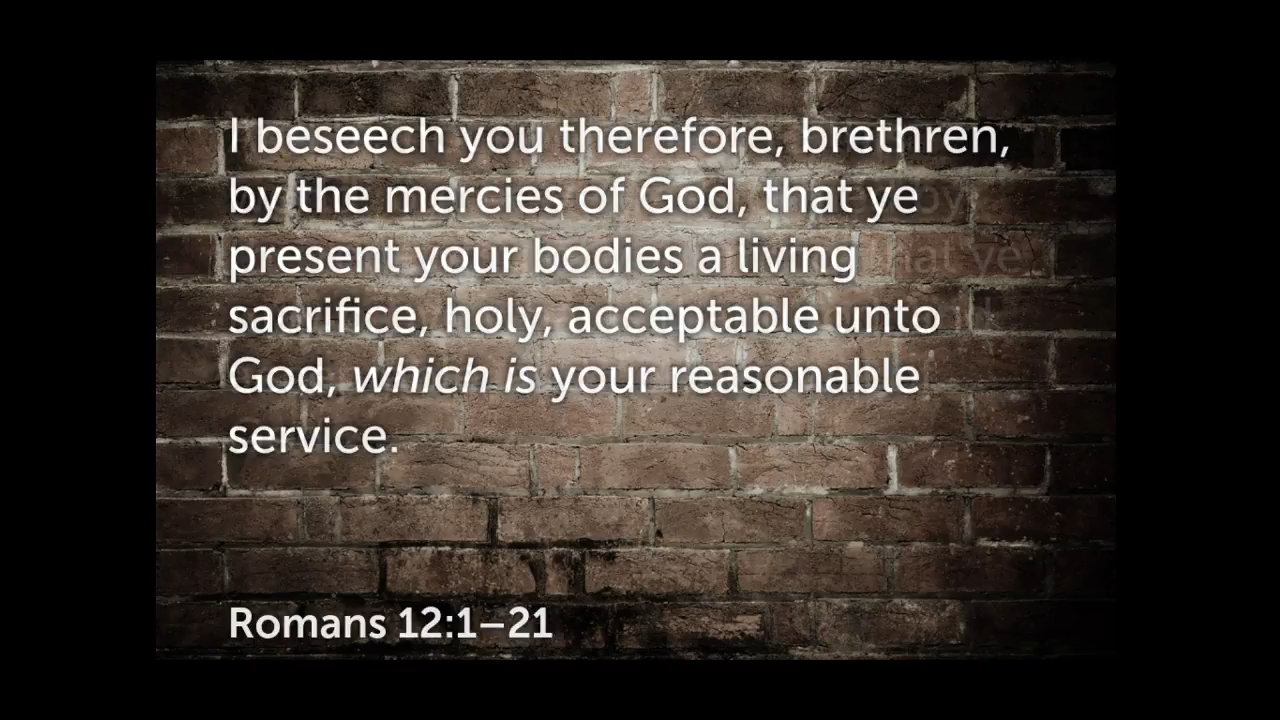 I beseech you therefore, brethren,
by the mercies of God, that ye
present your bodies a living
sacrifice, holy, acceptable unto
God, which is your reasonable
service.
Romans 12:1–21